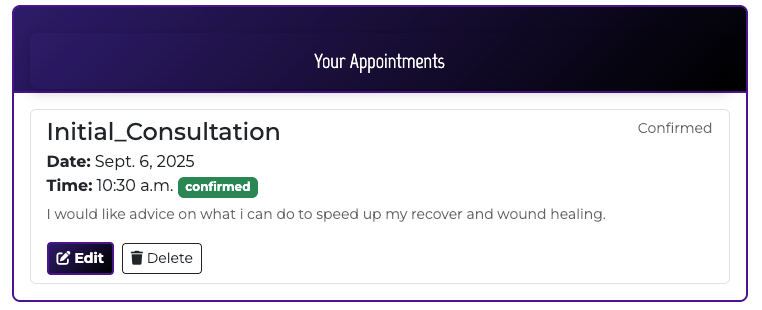 Your Appointments
Initial_Consultation
Confirmed
Date: Sept. 6, 2025
Time: 10:30 a.m. confirmed
I would like advice on what i can do to speed up my recover and wound healing.
Edit Delete